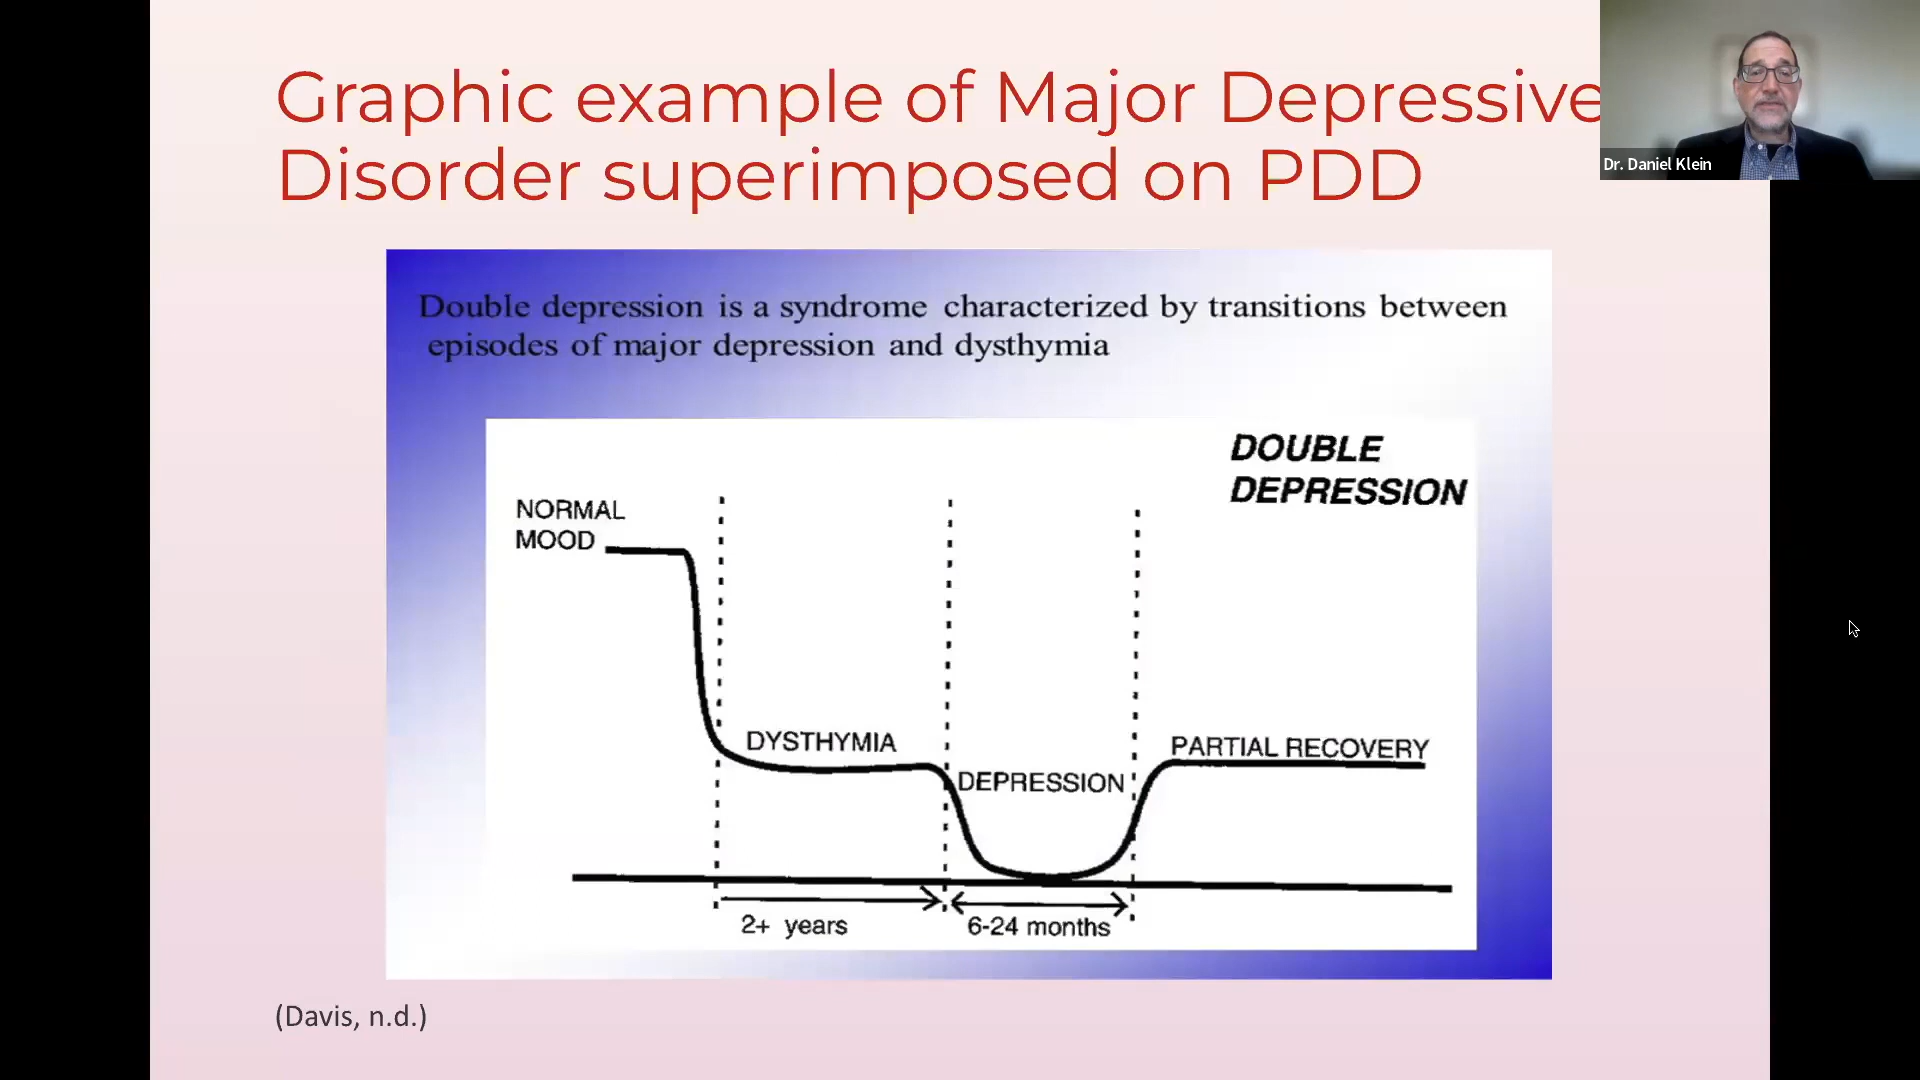 Graphic example of Major Depressive
Disorder superimposed on PDD
Dr. Daniel Klein
Double depression is a syndrome characterized by transitions between
episodes of major depression and dysthymia
DOUBLE
DEPRESSION
NORMAL
MOOD
DYSTHYMIA
DEPRESSION
PARTIAL RECOVERY
2+ years
6-24 months
(Davis, n.d.)